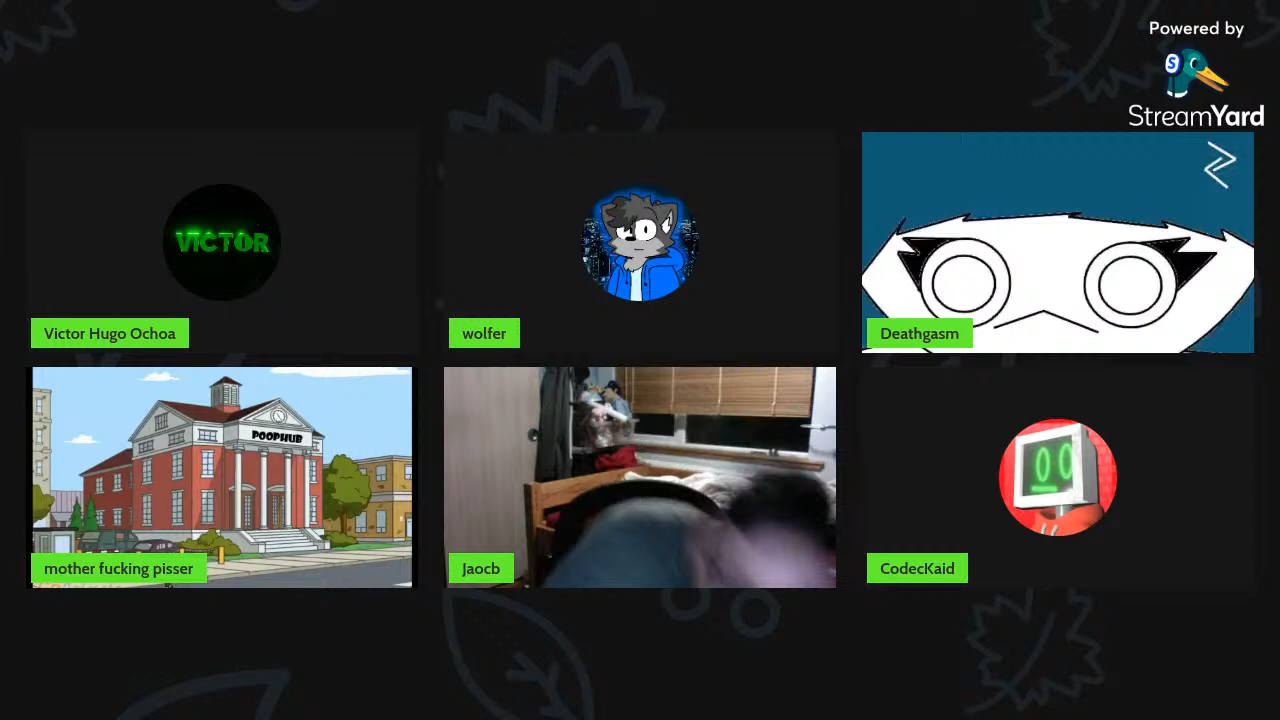 Powered by
S
StreamYard
VICTOR
Victor Hugo Ochoa
wolfer
Deathgasm
POOPHUB
mother fucking pisser
Jaocb
CodecKaid